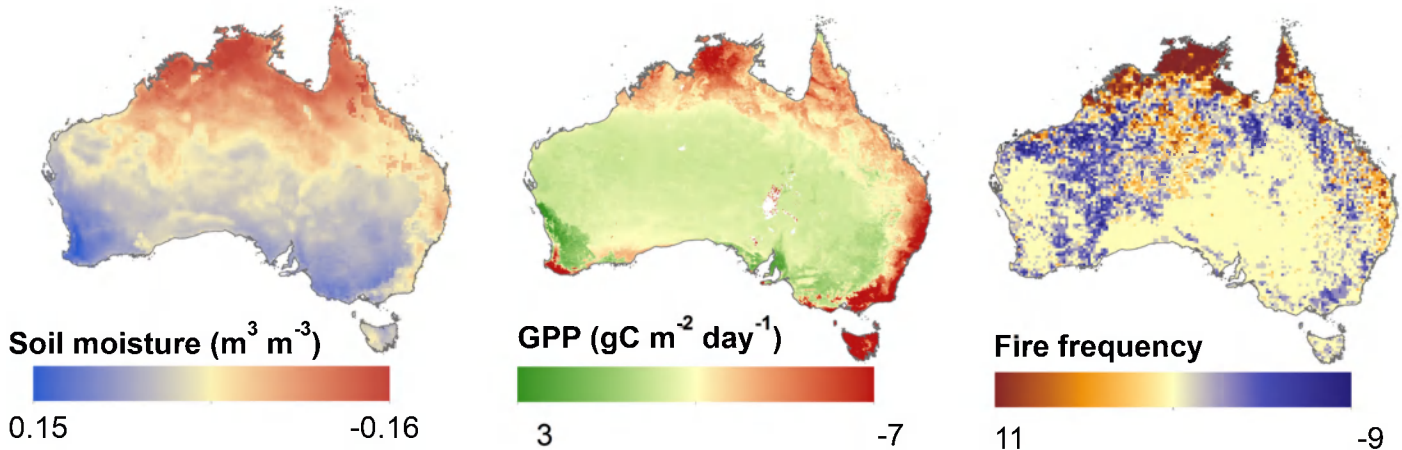 Soil moisture (m³ m⁻³)
0.15 -0.16
GPP (gC m⁻² day⁻¹)
3 -7
Fire frequency
11 -9